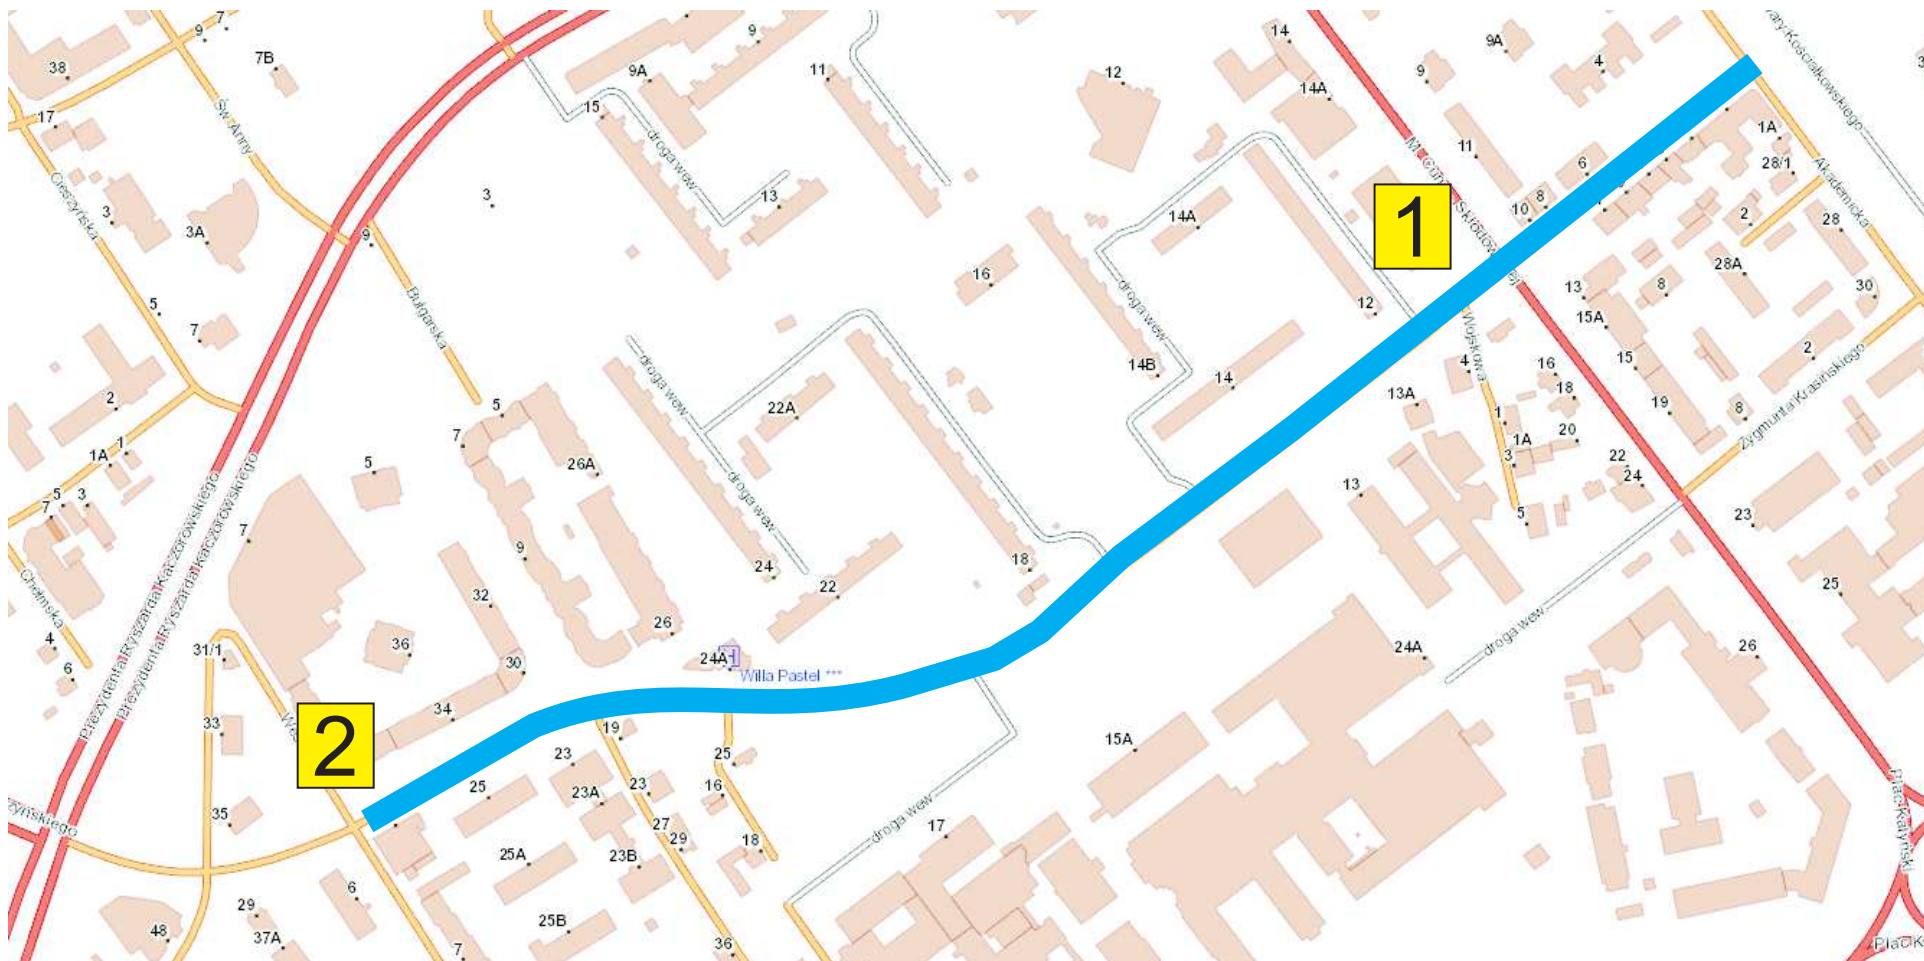 7
9
38
7B
17
Św. Anny
3
3A
Cieszyńska
5
7
2
1A
1
7
5
3
Chełmska
4
6
Prezydenta Ryszarda Kaczorowskiego
Prezydenta Ryszarda Kaczorowskiego
9
Bułgarska
3
15
9A
9
droga wew
13
11
12
14
14A
9
9A
4
11
M. Curie-Skłodowskiej
1
10
8
6
1A
28/1
Akademicka
2
28
28A
30
13
8
15A
15
2
19
8
Zygmunta Krasińskiego
14A
16
droga wew
14B
14
12
Wojskowa
4
16
18
13A
1
1A
20
3
22
24
5
13
23
25
26
24A
droga wew
droga wew
22A
droga wew
24
22
18
5
7
26A
9
26
24A
Willa Pastel ***
5
7
32
36
30
34
31/1
33
2
35
19
23
25
23A
23
25
16
27
29
18
25A
23B
6
25B
29
37A
48
7
36
15A
17
droga wew
Plac Katyński